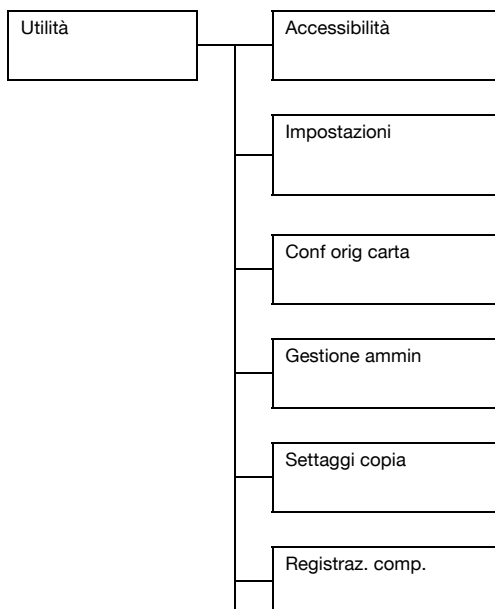 Utilità
Accessibilità
Impostazioni
Conf orig carta
Gestione ammin
Settaggi copia
Registraz. comp.